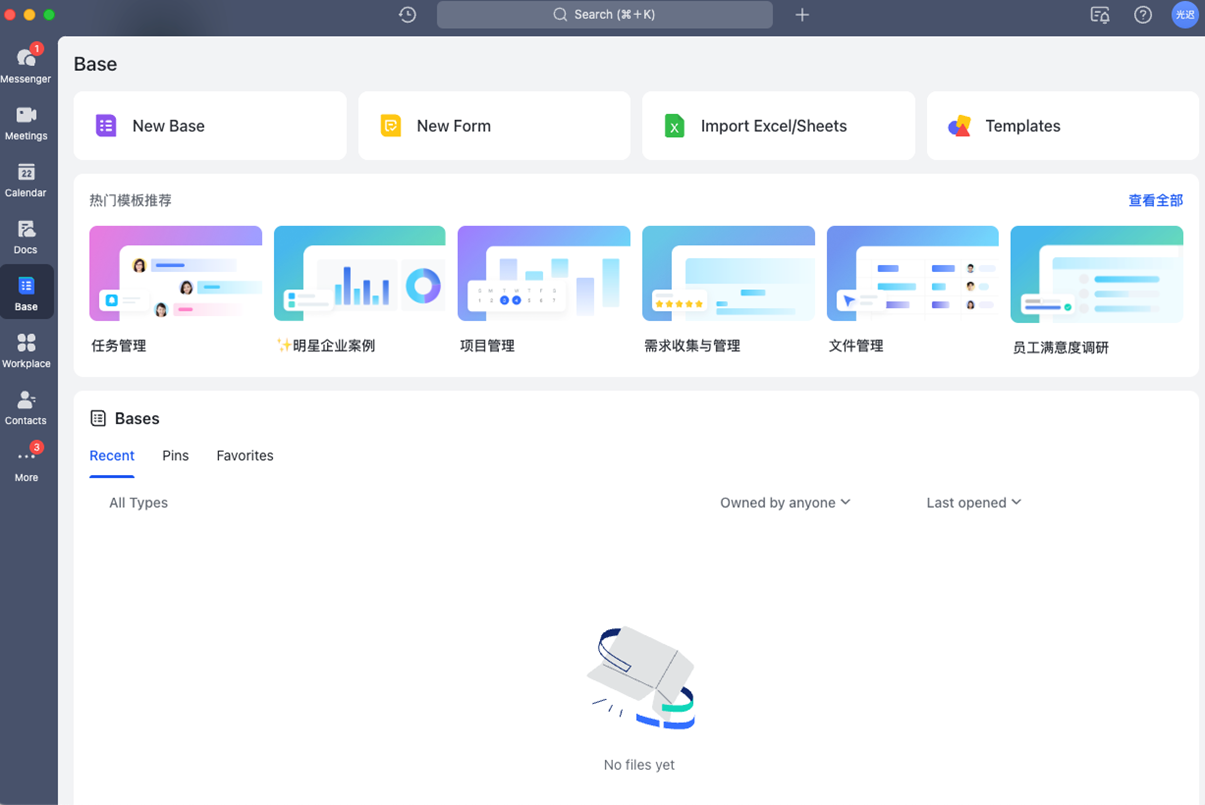 Search (⌘+K)
光迟
1
Messenger
Meetings
22
Calendar
Docs
Base
Workplace
Contacts
3
More
Base
New Base
New Form
Import Excel/Sheets
Templates
热门模板推荐
查看全部
任务管理
✨明星企业案例
项目管理
需求收集与管理
文件管理
员工满意度调研
Bases
Recent Pins Favorites
All Types Owned by anyone Last opened
No files yet